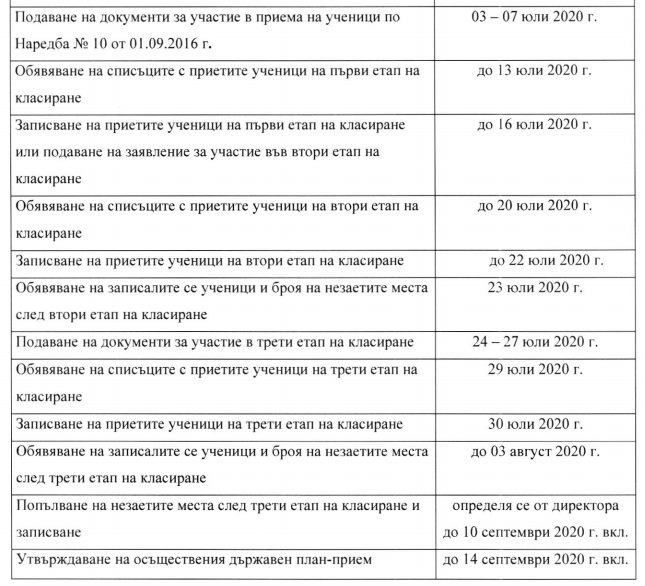 Подаване на документи за участие в приема на ученици по
Наредба № 10 от 01.09.2016 г.
03 – 07 юли 2020 г.
Обявяване на списъците с приетите ученици на първи етап на
класиране
до 13 юли 2020 г.
Записване на приетите ученици на първи етап на класиране
или подаване на заявление за участие във втори етап на
класиране
до 16 юли 2020 г.
Обявяване на списъците с приетите ученици на втори етап на
класиране
до 20 юли 2020 г.
Записване на приетите ученици на втори етап на класиране
до 22 юли 2020 г.
Обявяване на записалите се ученици и броя на незаетите места
след втори етап на класиране
23 юли 2020 г.
Подаване на документи за участие в трети етап на класиране
24 – 27 юли 2020 г.
Обявяване на списъците с приетите ученици на трети етап на
класиране
29 юли 2020 г.
Записване на приетите ученици на трети етап на класиране
30 юли 2020 г.
Обявяване на записалите се ученици и броя на незаетите места
след трети етап на класиране
до 03 август 2020 г.
Попълване на незаетите места след трети етап на класиране и
записване
определя се от директора
до 10 септември 2020 г. вкл.
Утвърждаване на осъществения държавен план-прием
до 14 септември 2020 г. вкл.